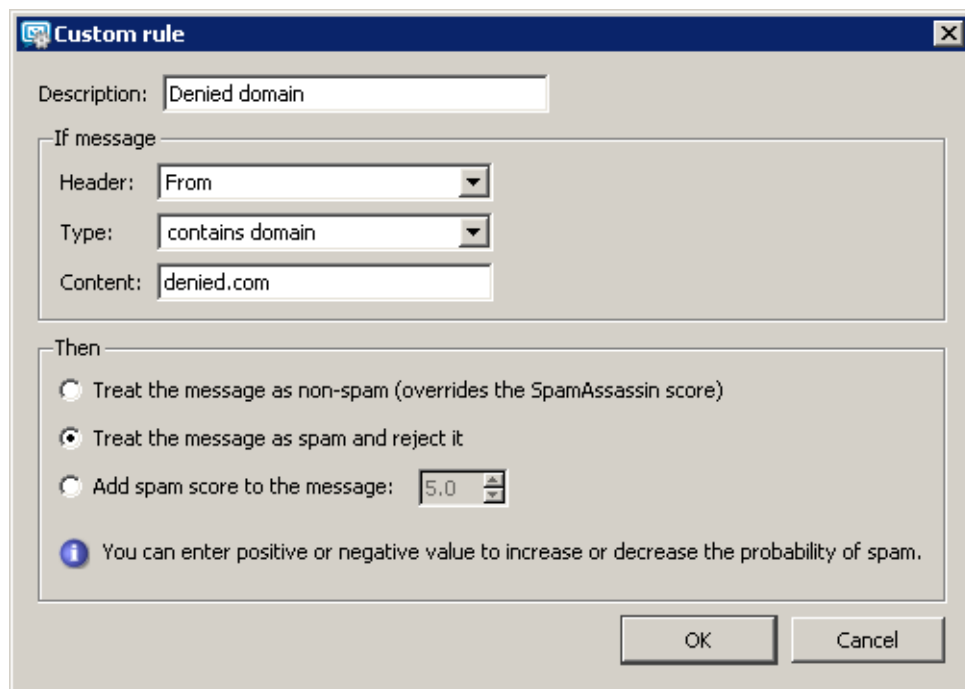 Custom rule
Description: Denied domain
If message
Header: From
Type: contains domain
Content: denied.com
Then
Treat the message as non-spam (overrides the SpamAssassin score)
Treat the message as spam and reject it
Add spam score to the message: 5.0
You can enter positive or negative value to increase or decrease the probability of spam.
OK Cancel